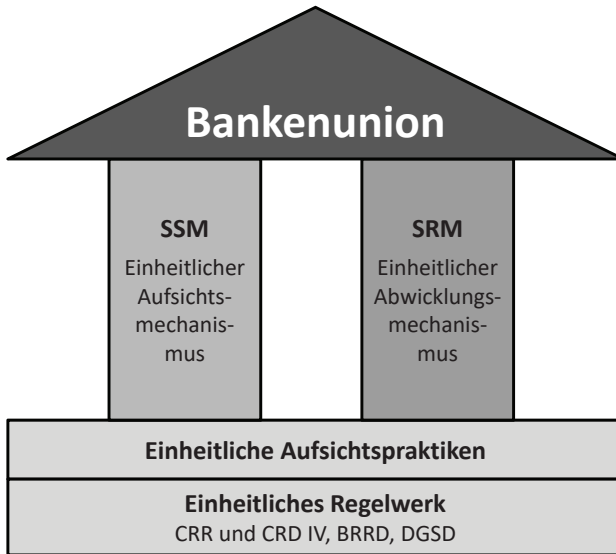 Bankenunion
SSM
Einheitlicher
Aufsichts-
mechanis-
mus
SRM
Einheitlicher
Abwicklungs-
mechanis-
mus
Einheitliche Aufsichtspraktiken
Einheitliches Regelwerk
CRR und CRD IV, BRRD, DGSD